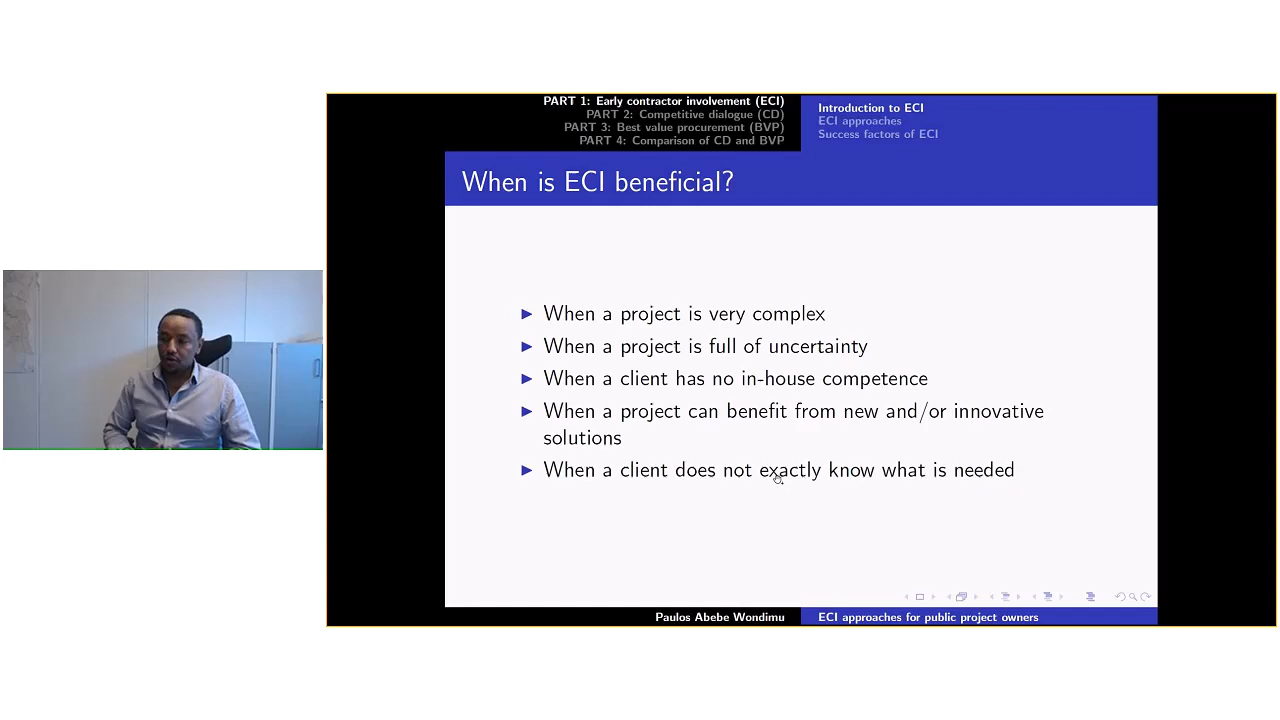 PART 1: Early contractor involvement (ECI)
PART 2: Competitive dialogue (CD)
PART 3: Best value procurement (BVP)
PART 4: Comparison of CD and BVP
Introduction to ECI
ECI approaches
Success factors of ECI
When is ECI beneficial?
When a project is very complex
When a project is full of uncertainty
When a client has no in-house competence
When a project can benefit from new and/or innovative
solutions
When a client does not exactly know what is needed
Paulos Abebe Wondimu
ECI approaches for public project owners